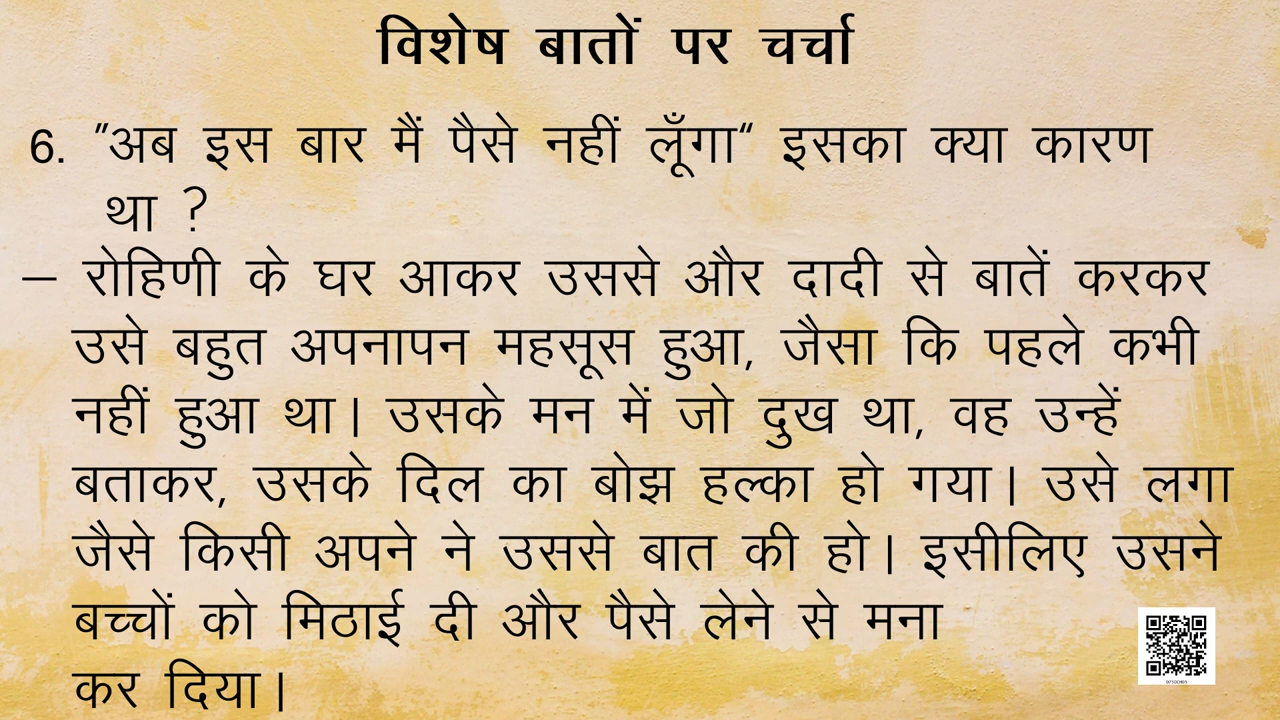 विशेष बातों पर चर्चा
6. "अब इस बार मैं पैसे नहीं लूँगा“ इसका क्या कारण
था ?
– रोहिणी के घर आकर उससे और दादी से बातें करकर
उसे बहुत अपनापन महसूस हुआ, जैसा कि पहले कभी
नहीं हुआ था। उसके मन में जो दुख था, वह उन्हें
बताकर, उसके दिल का बोझ हल्का हो गया। उसे लगा
जैसे किसी अपने ने उससे बात की हो। इसीलिए उसने
बच्चों को मिठाई दी और पैसे लेने से मना
कर दिया।